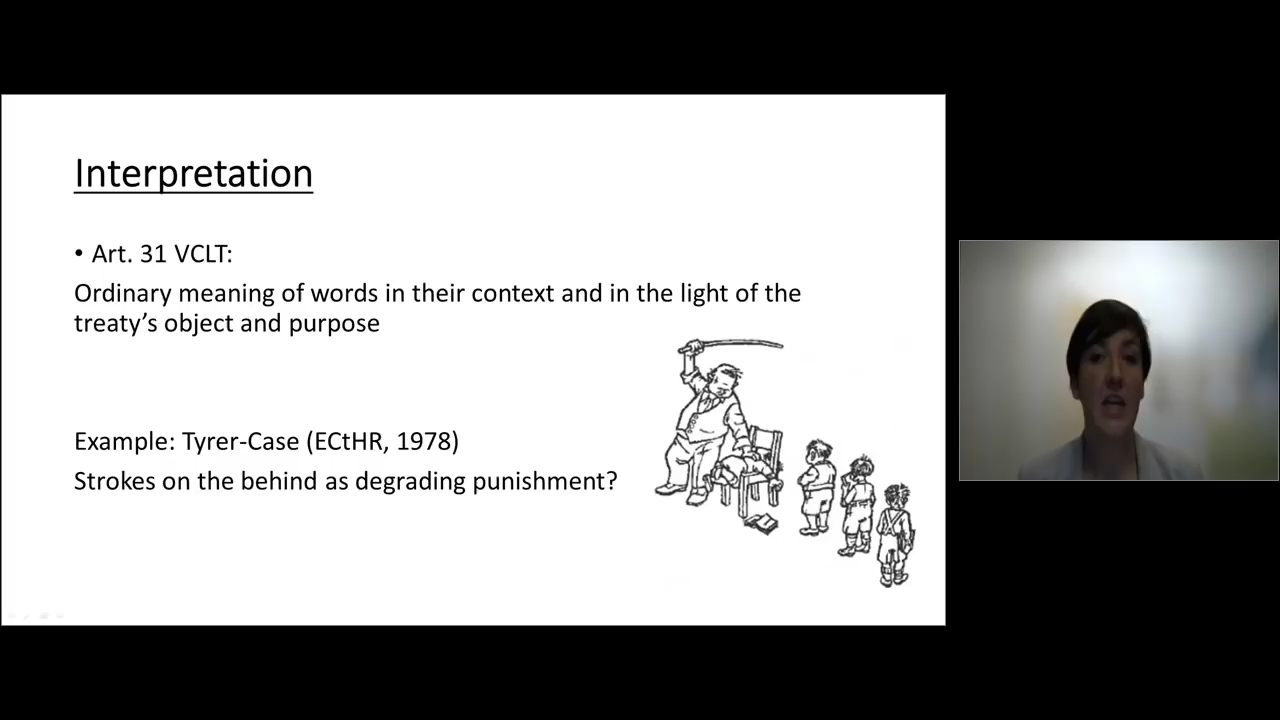 Interpretation
• Art. 31 VCLT:
Ordinary meaning of words in their context and in the light of the
treaty’s object and purpose
Example: Tyrer-Case (ECtHR, 1978)
Strokes on the behind as degrading punishment?